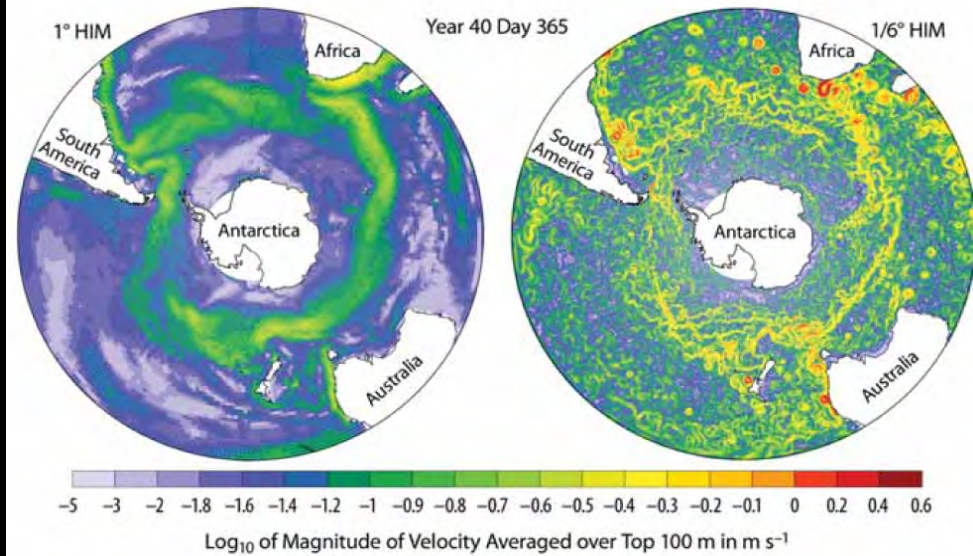 1° HIM
Year 40 Day 365
1/6° HIM
Africa
South
America
Antarctica
Australia
Africa
South
America
Antarctica
Australia
−5 −3 −2 −1.8 −1.6 −1.4 −1.2 −1 −0.9 −0.8 −0.7 −0.6 −0.5 −0.4 −0.3 −0.2 −0.1 0 0.2 0.4 0.6
Log₁₀ of Magnitude of Velocity Averaged over Top 100 m in m s⁻¹